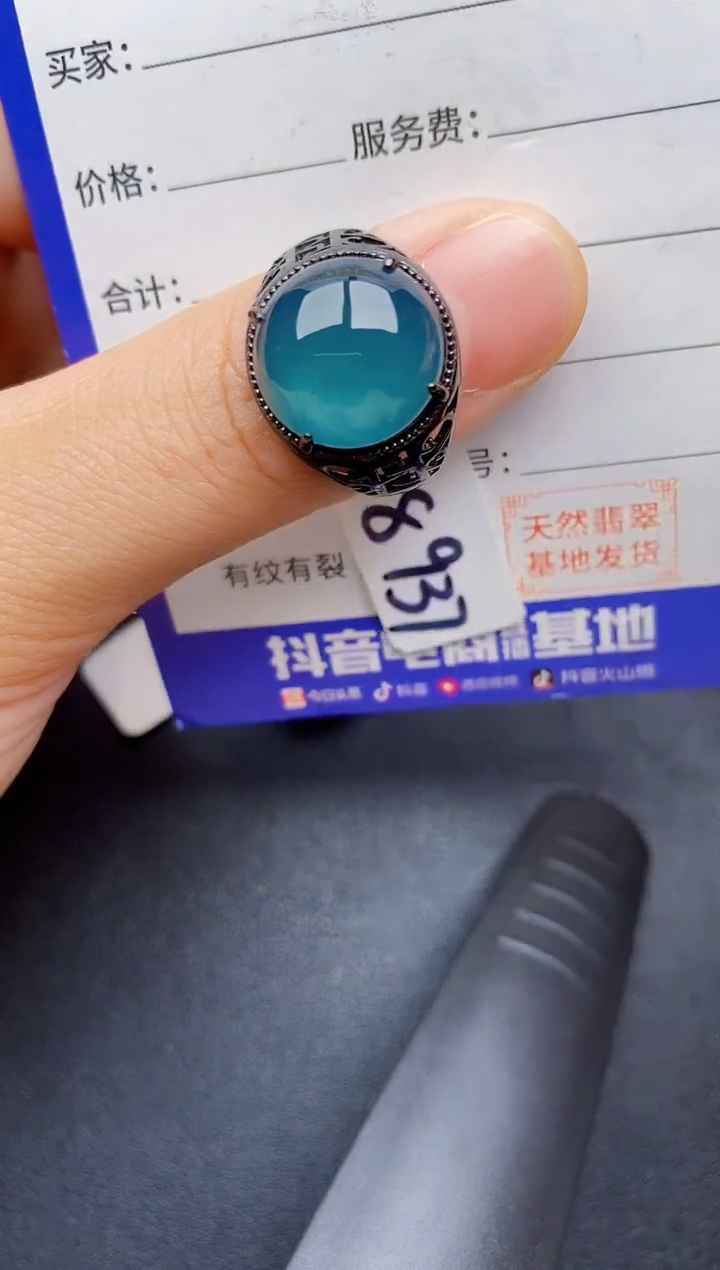 买家：
价格：
服务费：
合计：
号：
有纹有裂
8937
天然翡翠
基地发货
抖音电商 基地
今日头条 抖音 抖音火山版